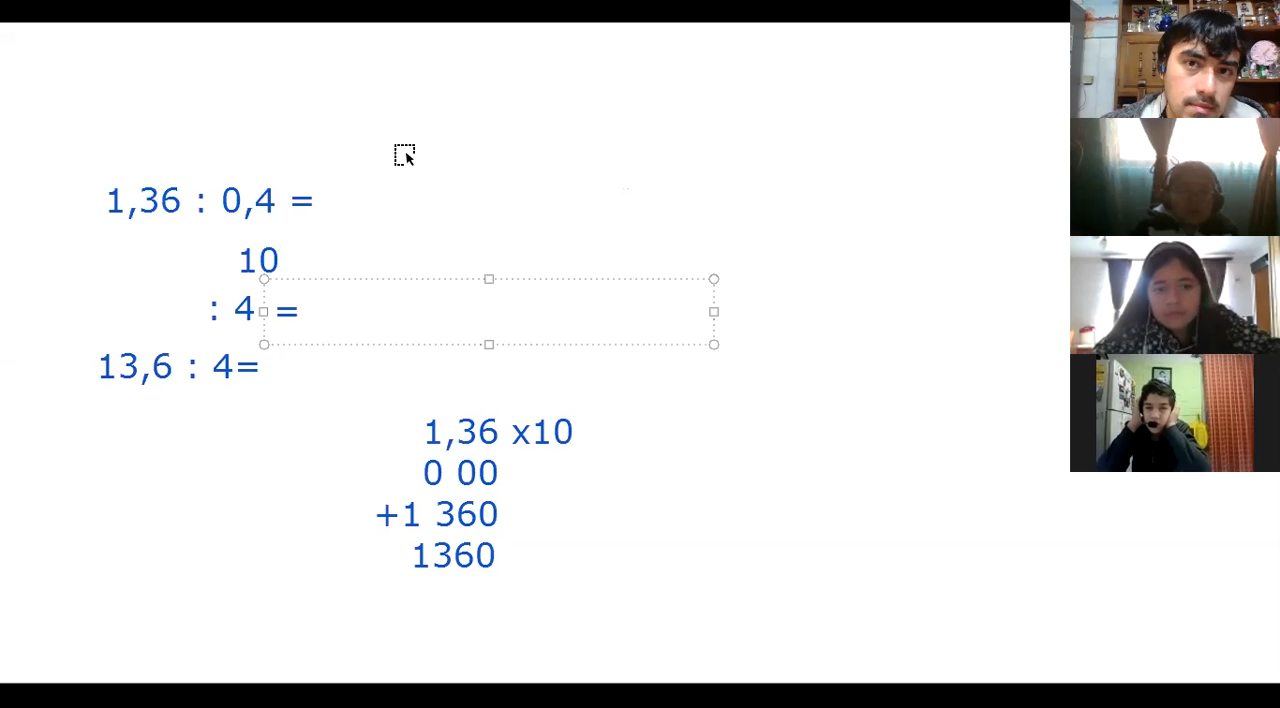 1,36 : 0,4 =
10
: 4 =
13,6 : 4=
1,36 x10
0 00
+1 360
1360